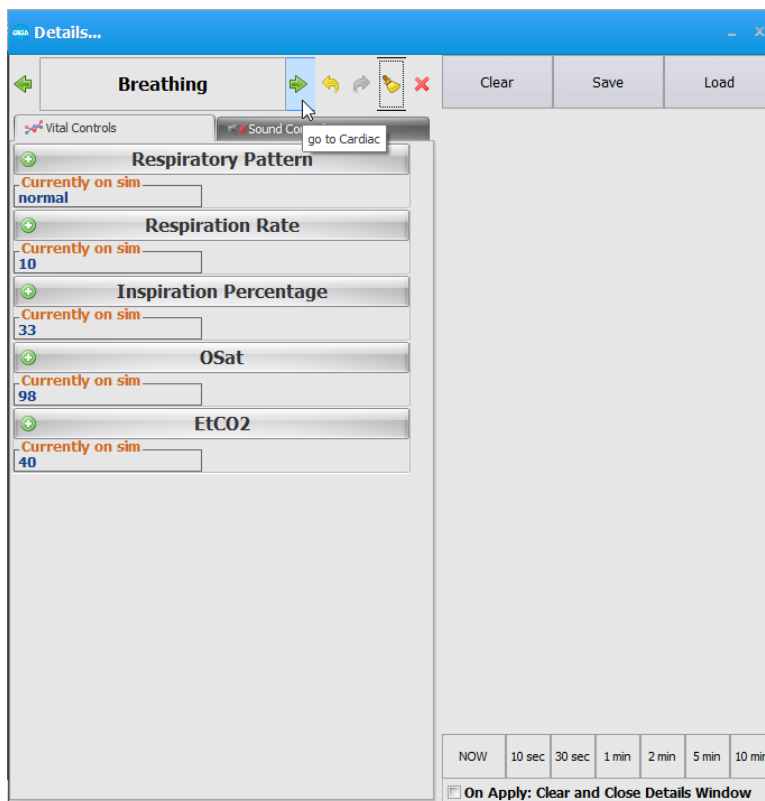 GIGA Details...
Breathing
Clear Save Load
Vital Controls Sound Co
go to Cardiac
Respiratory Pattern
Currently on sim
normal
Respiration Rate
Currently on sim
10
Inspiration Percentage
Currently on sim
33
OSat
Currently on sim
98
EtCO2
Currently on sim
40
NOW 10 sec 30 sec 1 min 2 min 5 min 10 min
On Apply: Clear and Close Details Window